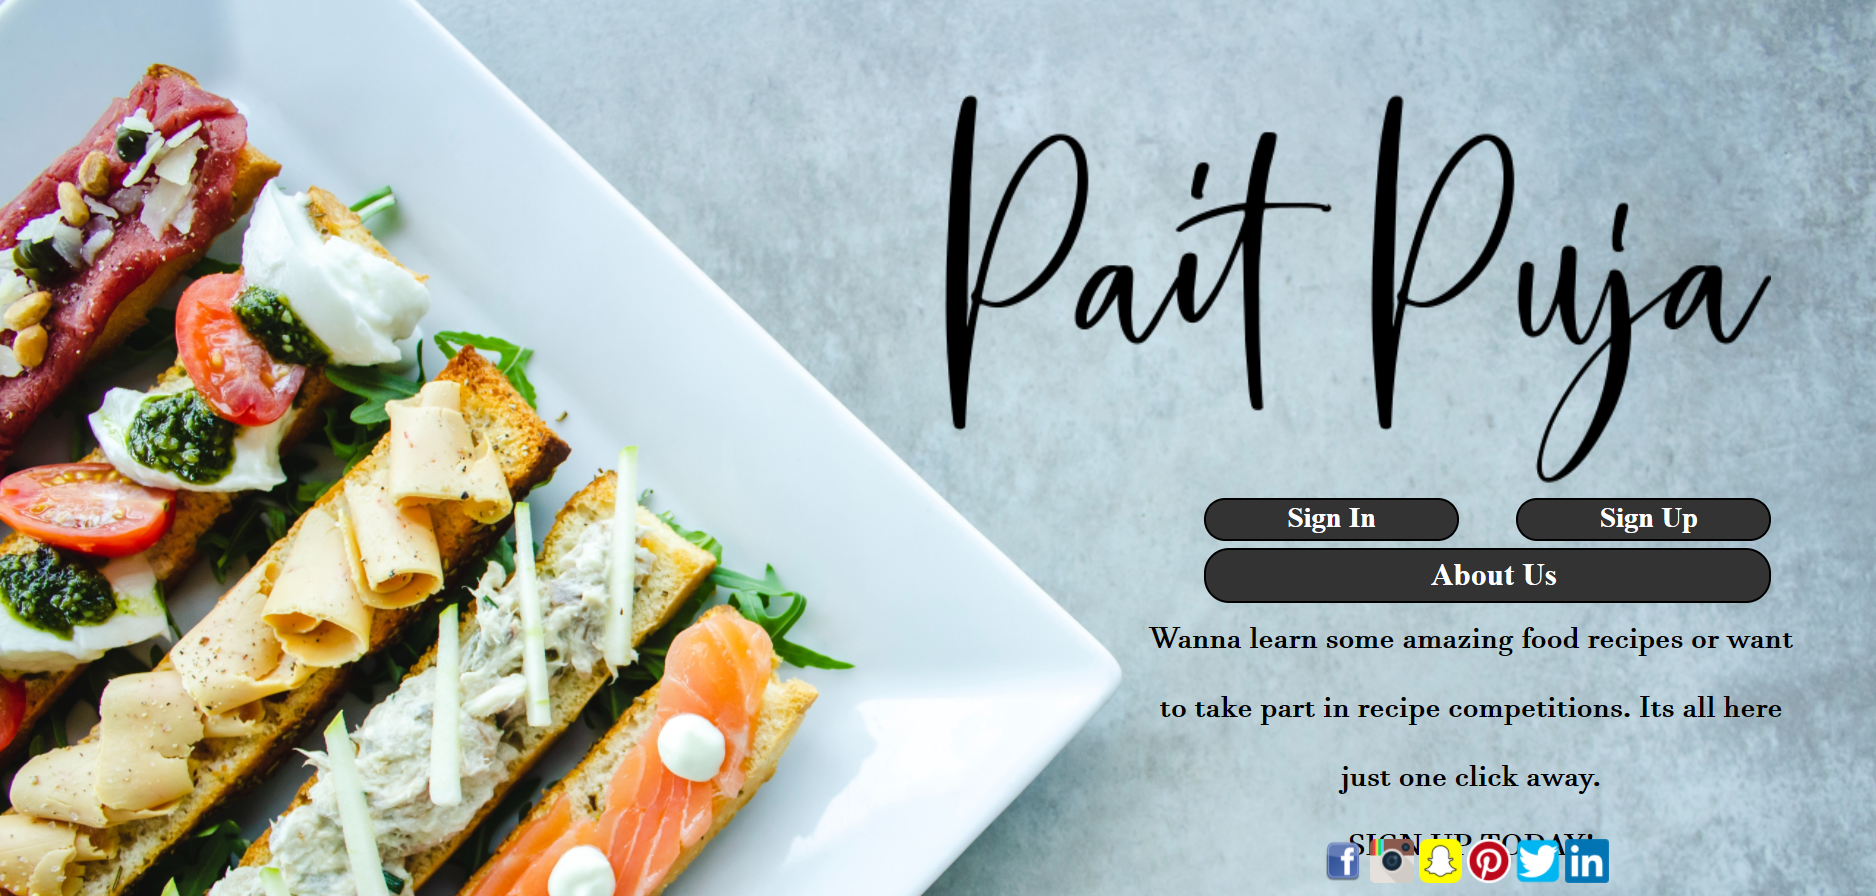 Pait Puja
Sign In
Sign Up
About Us
Wanna learn some amazing food recipes or want
to take part in recipe competitions. Its all here
just one click away.
SIGN UP TODAY!